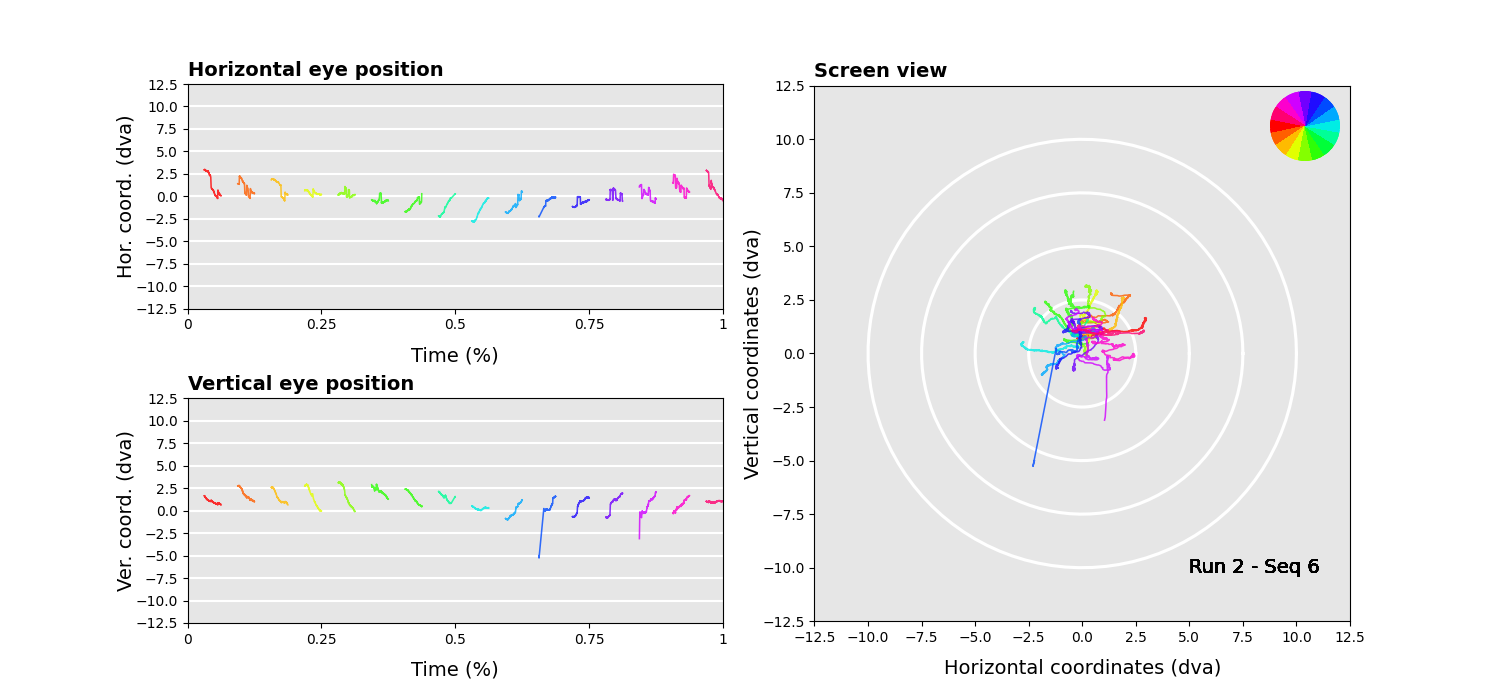 Horizontal eye position
Hor. coord. (dva)
12.5
10.0
7.5
5.0
2.5
0.0
−2.5
−5.0
−7.5
−10.0
−12.5
0 0.25 0.5 0.75 1
Time (%)
Vertical eye position
Ver. coord. (dva)
12.5
10.0
7.5
5.0
2.5
0.0
−2.5
−5.0
−7.5
−10.0
−12.5
0 0.25 0.5 0.75 1
Time (%)
Screen view
Vertical coordinates (dva)
12.5
10.0
7.5
5.0
2.5
0.0
−2.5
−5.0
−7.5
−10.0
−12.5
Run 2 - Seq 6
−12.5 −10.0 −7.5 −5.0 −2.5 0.0 2.5 5.0 7.5 10.0 12.5
Horizontal coordinates (dva)